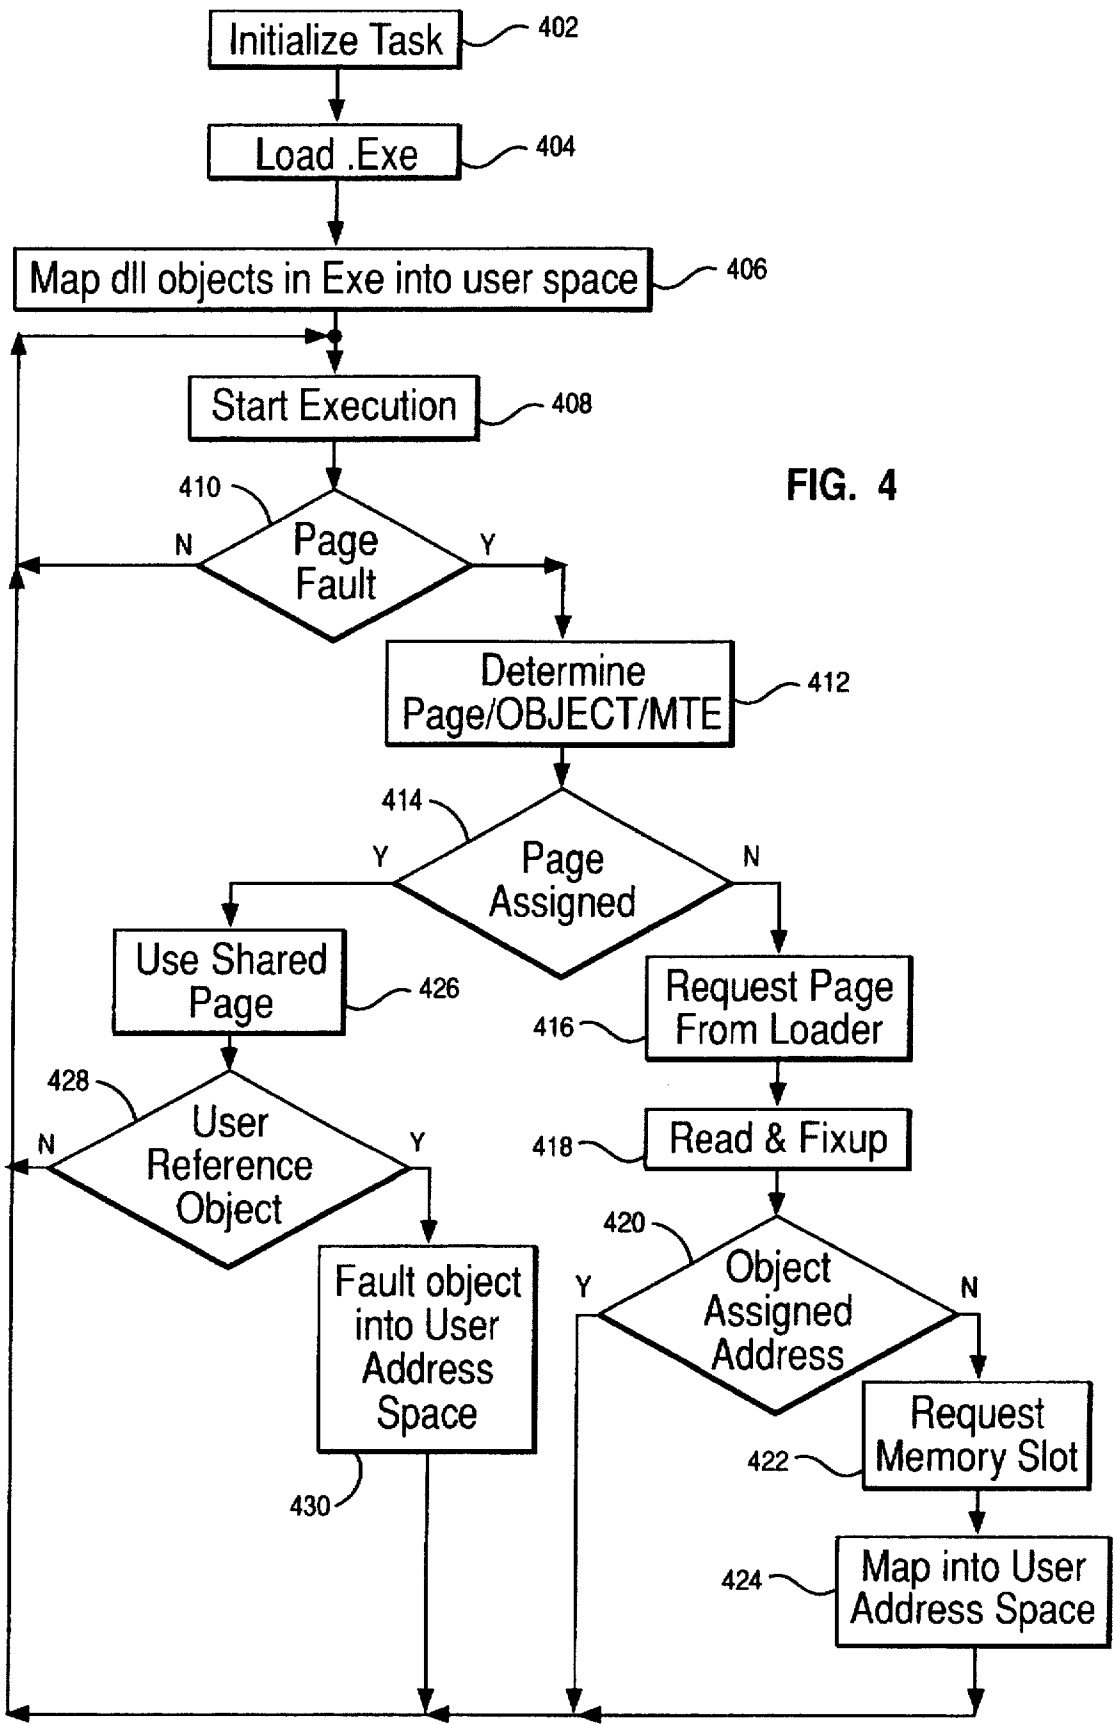 Initialize Task
402
Load .Exe
404
Map dll objects in Exe into user space
406
Start Execution
408
FIG. 4
410
N
Page
Fault
Y
Determine
Page/OBJECT/MTE
412
414
Y
Page
Assigned
N
Use Shared
Page
426
Request Page
From Loader
416
428
N
User
Reference
Object
Y
Read & Fixup
418
420
Y
Object
Assigned
Address
N
Fault object
into User
Address
Space
430
Request
Memory Slot
422
Map into User
Address Space
424